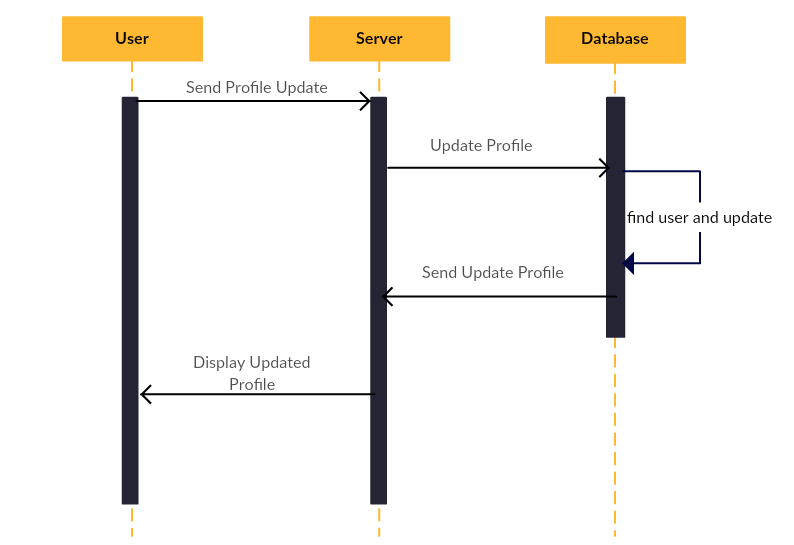 User
Server
Database
Send Profile Update
Update Profile
find user and update
Send Update Profile
Display Updated
Profile